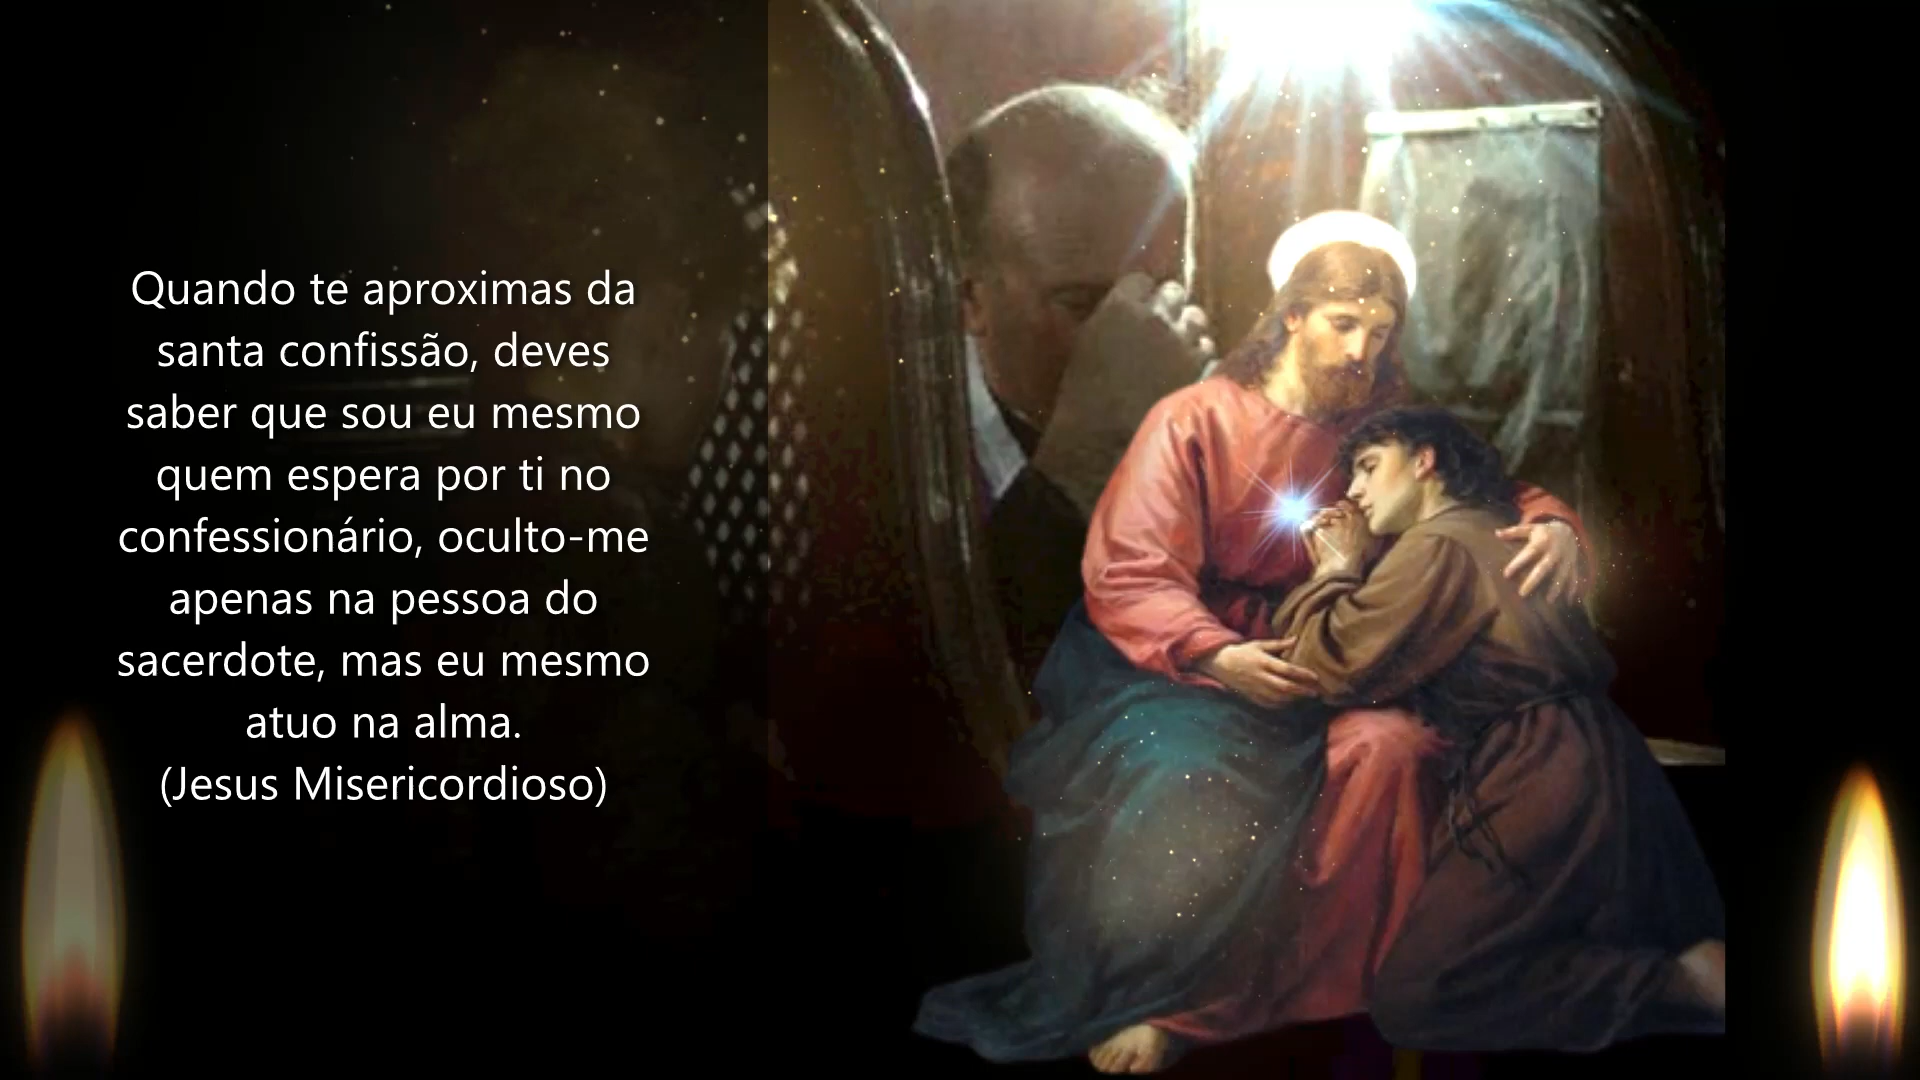 Quando te aproximas da
santa confissão, deves
saber que sou eu mesmo
quem espera por ti no
confessionário, oculto-me
apenas na pessoa do
sacerdote, mas eu mesmo
atuo na alma.
(Jesus Misericordioso)